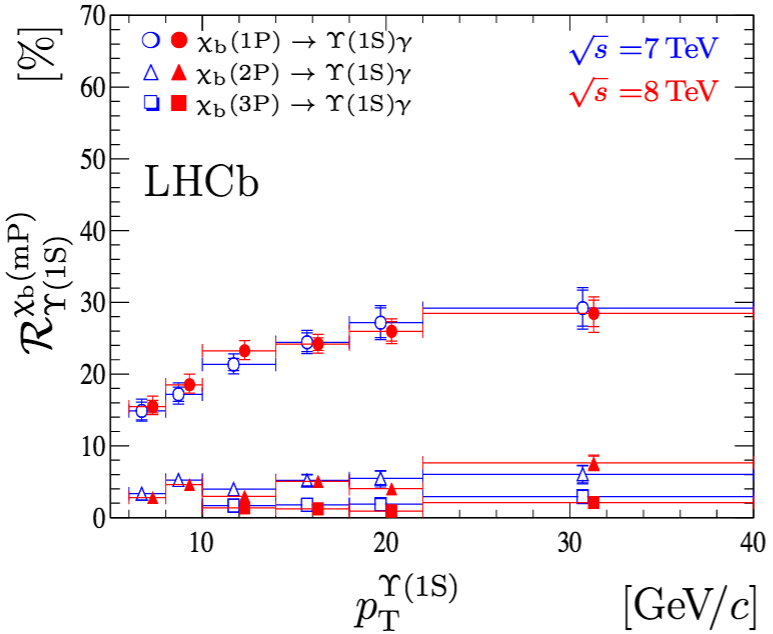 [%]
70
60
50
40
30
20
10
0
χb(1P) → Υ(1S)γ
χb(2P) → Υ(1S)γ
χb(3P) → Υ(1S)γ
√s =7 TeV
√s =8 TeV
LHCb
ℛ^χb(mP)_Υ(1S)
10 20 30 40
p_T^Υ(1S) [GeV/c]